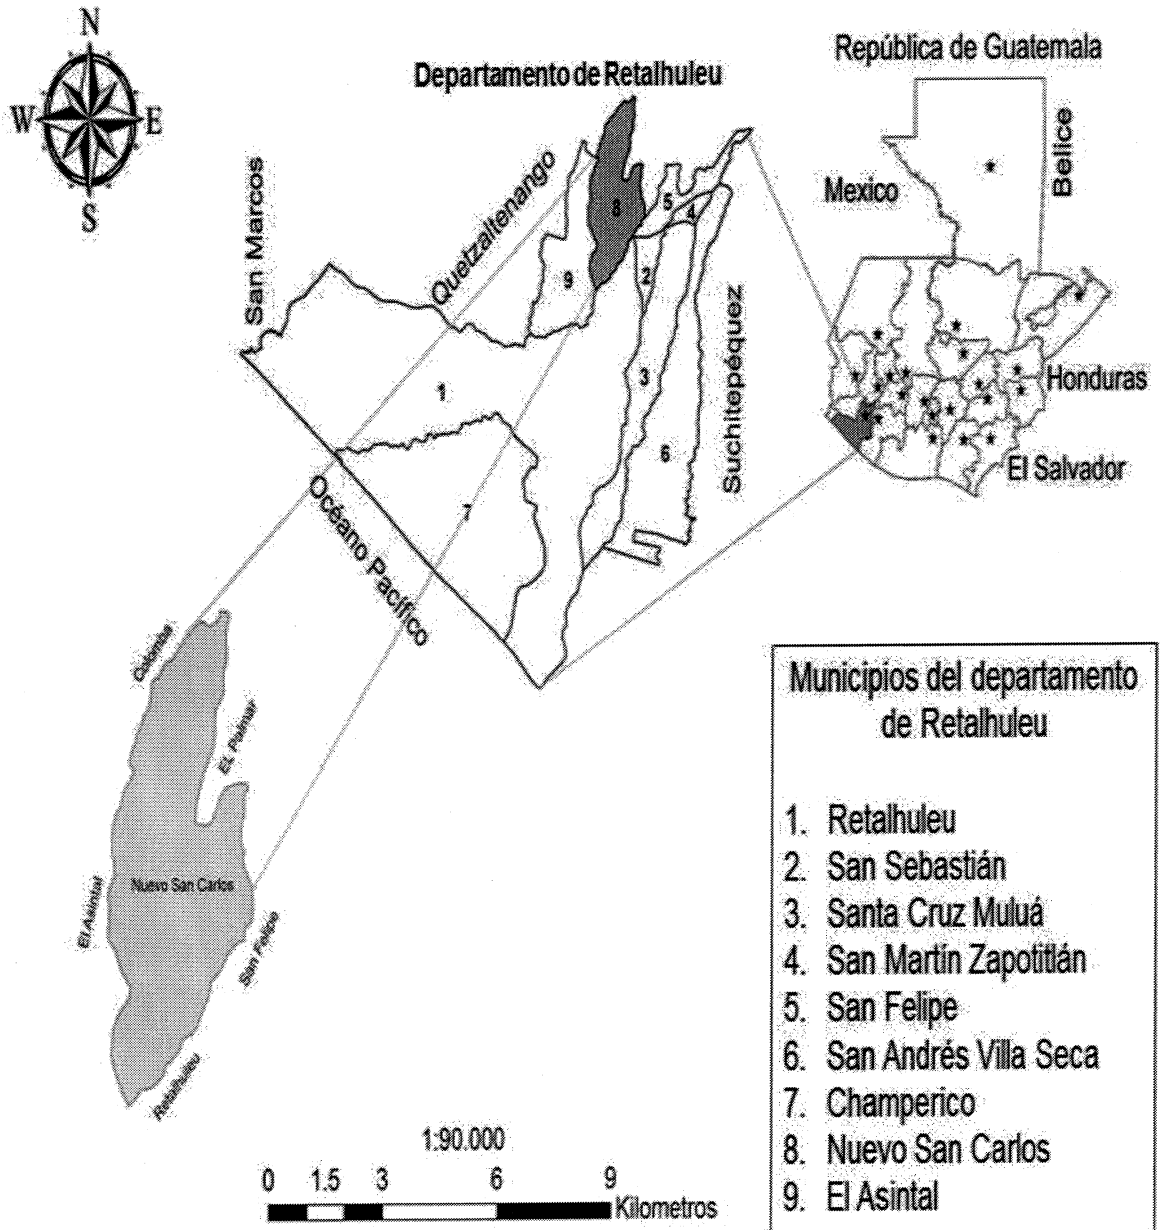 N
W
E
S
Departamento de Retalhuleu
República de Guatemala
San Marcos
Quetzaltenango
Suchitepéquez
Océano Pacífico
Mexico
Belice
Honduras
El Salvador
8
5
4
9
2
1
3
6
7
Colomba
EL Palmar
El Asintal
Nuevo San Carlos
San Felipe
Retalhuleu
1:90.000
0 1.5 3 6 9
Kilometros
Municipios del departamento
de Retalhuleu
1. Retalhuleu
2. San Sebastián
3. Santa Cruz Muluá
4. San Martín Zapotitlán
5. San Felipe
6. San Andrés Villa Seca
7. Champerico
8. Nuevo San Carlos
9. El Asintal